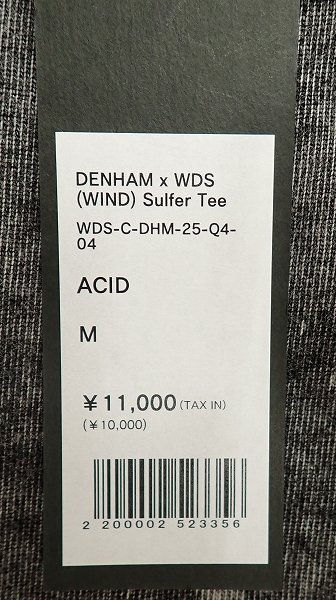 DENHAM x WDS
(WIND) Sulfer Tee
WDS-C-DHM-25-Q4-
04
ACID
M
¥11,000(TAX IN)
(¥10,000)
2 200002 523356